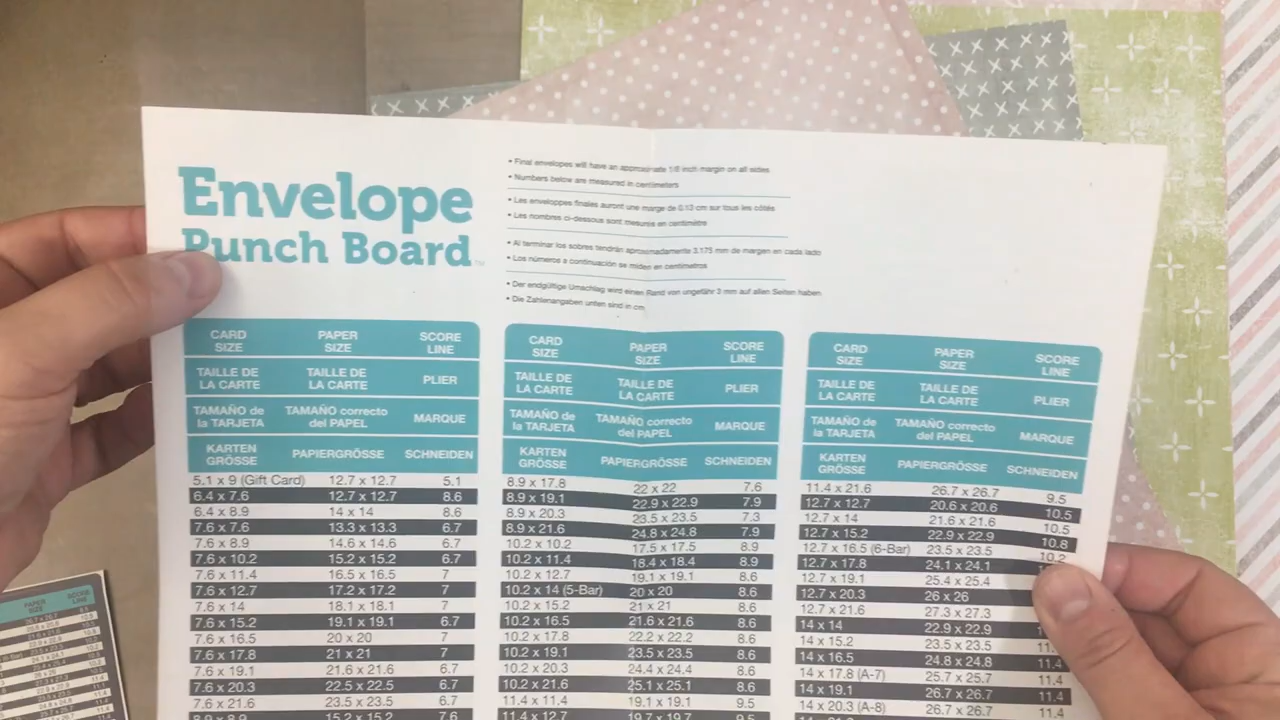 Envelope
Punch Board™
• Final envelopes will have an approximate 1/8 inch margin on all sides
• Numbers below are measured in centimeters
• Les enveloppes finales auront une marge de 0.13 cm sur tous les côtés
• Les nombres ci-dessous sont mesurés en centimètre
• Al terminar los sobres tendrán aproximadamente 3.175 mm de margen en cada lado
• Los números a continuación se miden en centímetros
• Der endgültige Umschlag wird einen Rand von ungefähr 3 mm auf allen Seiten haben
• Die Zahlenangaben unten sind in cm
CARD SIZE PAPER SIZE SCORE LINE
TAILLE DE LA CARTE TAILLE DE LA CARTE PLIER
TAMAÑO de la TARJETA TAMAÑO correcto del PAPEL MARQUE
KARTEN GRÖSSE PAPIERGRÖSSE SCHNEIDEN
5.1 x 9 (Gift Card) 12.7 x 12.7 5.1
6.4 x 7.6 12.7 x 12.7 8.6
6.4 x 8.9 14 x 14 8.6
7.6 x 7.6 13.3 x 13.3 6.7
7.6 x 8.9 14.6 x 14.6 6.7
7.6 x 10.2 15.2 x 15.2 6.7
7.6 x 11.4 16.5 x 16.5 7
7.6 x 12.7 17.2 x 17.2 7
7.6 x 14 18.1 x 18.1 7
7.6 x 15.2 19.1 x 19.1 6.7
7.6 x 16.5 20 x 20 7
7.6 x 17.8 21 x 21 7
7.6 x 19.1 21.6 x 21.6 6.7
7.6 x 20.3 22.5 x 22.5 6.7
7.6 x 21.6 23.5 x 23.5 6.7
8.9 x 8.9 15.2 x 15.2 7.6
CARD SIZE PAPER SIZE SCORE LINE
TAILLE DE LA CARTE TAILLE DE LA CARTE PLIER
TAMAÑO de la TARJETA TAMAÑO correcto del PAPEL MARQUE
KARTEN GRÖSSE PAPIERGRÖSSE SCHNEIDEN
8.9 x 17.8 22 x 22 7.6
8.9 x 19.1 22.9 x 22.9 7.9
8.9 x 20.3 23.5 x 23.5 7.3
8.9 x 21.6 24.8 x 24.8 7.9
10.2 x 10.2 17.5 x 17.5 8.9
10.2 x 11.4 18.4 x 18.4 8.9
10.2 x 12.7 19.1 x 19.1 8.6
10.2 x 14 (5-Bar) 20 x 20 8.6
10.2 x 15.2 21 x 21 8.6
10.2 x 16.5 21.6 x 21.6 8.6
10.2 x 17.8 22.2 x 22.2 8.6
10.2 x 19.1 23.5 x 23.5 8.6
10.2 x 20.3 24.4 x 24.4 8.6
10.2 x 21.6 25.1 x 25.1 8.6
11.4 x 11.4 19.1 x 19.1 9.5
11.4 x 12.7 19.7 x 19.7 9.5
CARD SIZE PAPER SIZE SCORE LINE
TAILLE DE LA CARTE TAILLE DE LA CARTE PLIER
TAMAÑO de la TARJETA TAMAÑO correcto del PAPEL MARQUE
KARTEN GRÖSSE PAPIERGRÖSSE SCHNEIDEN
11.4 x 21.6 26.7 x 26.7 9.5
12.7 x 12.7 20.6 x 20.6 10.5
12.7 x 14 21.6 x 21.6 10.5
12.7 x 15.2 22.9 x 22.9 10.8
12.7 x 16.5 (6-Bar) 23.5 x 23.5 10.2
12.7 x 17.8 24.1 x 24.1
12.7 x 19.1 25.4 x 25.4
12.7 x 20.3 26 x 26
12.7 x 21.6 27.3 x 27.3
14 x 14 22.9 x 22.9
14 x 15.2 23.5 x 23.5 11.
14 x 16.5 24.8 x 24.8 11.4
14 x 17.8 (A-7) 25.7 x 25.7 11.4
14 x 19.1 26.7 x 26.7 11.4
14 x 20.3 (A-8) 26.7 x 26.7 11.4
PAPER SIZE SCORE LINE